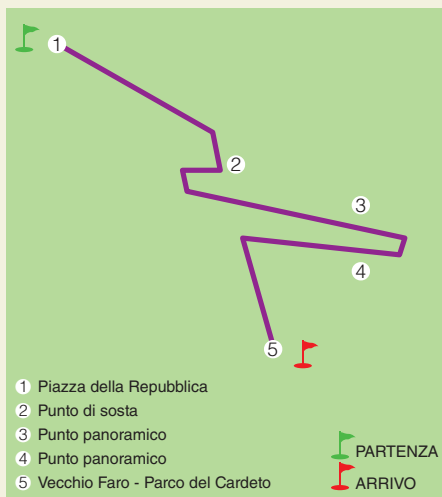 1
2
3
4
5
1 Piazza della Repubblica
2 Punto di sosta
3 Punto panoramico
4 Punto panoramico
5 Vecchio Faro - Parco del Cardeto
PARTENZA
ARRIVO